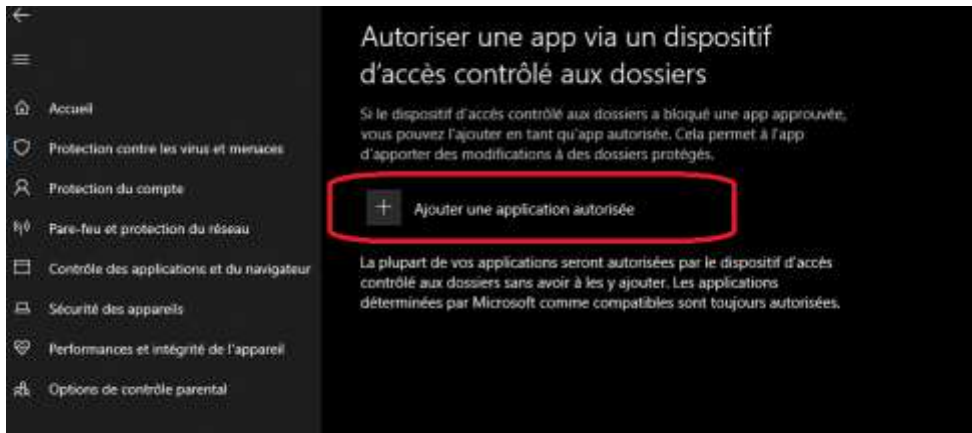 Accueil
Protection contre les virus et menaces
Protection du compte
Pare-feu et protection du réseau
Contrôle des applications et du navigateur
Sécurité des appareils
Performances et intégrité de l'appareil
Options de contrôle parental
Autoriser une app via un dispositif
d'accès contrôlé aux dossiers
Si le dispositif d'accès contrôlé aux dossiers a bloqué une app approuvée,
vous pouvez l'ajouter en tant qu'app autorisée. Cela permet à l'app
d'apporter des modifications à des dossiers protégés.
Ajouter une application autorisée
La plupart de vos applications seront autorisées par le dispositif d'accès
contrôlé aux dossiers sans avoir à les y ajouter. Les applications
déterminées par Microsoft comme compatibles sont toujours autorisées.